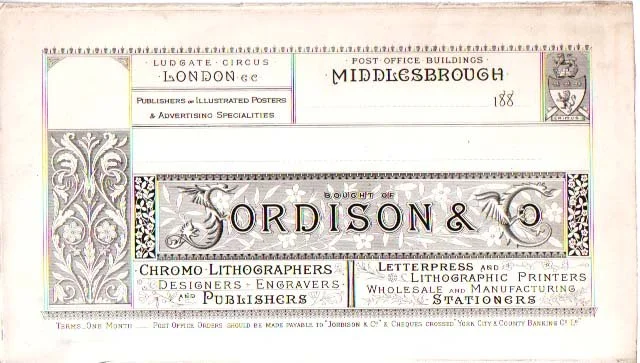 · LUDGATE · CIRCUS ·
· LONDON · E C
PUBLISHERS OF ILLUSTRATED POSTERS
& ADVERTISING SPECIALITIES
· POST · OFFICE · BUILDINGS ·
MIDDLESBROUGH
188
BOUGHT OF
JORDISON & Co
· CHROMO · LITHOGRAPHERS
DESIGNERS · ENGRAVERS
AND PUBLISHERS
LETTERPRESS AND
LITHOGRAPHIC PRINTERS
WHOLESALE AND MANUFACTURING
STATIONERS
TERMS _ ONE MONTH ___ POST OFFICE ORDERS SHOULD BE MADE PAYABLE TO "JORDISON & Co" & CHEQUES CROSSED "YORK CITY & COUNTY BANKING Co Ld"